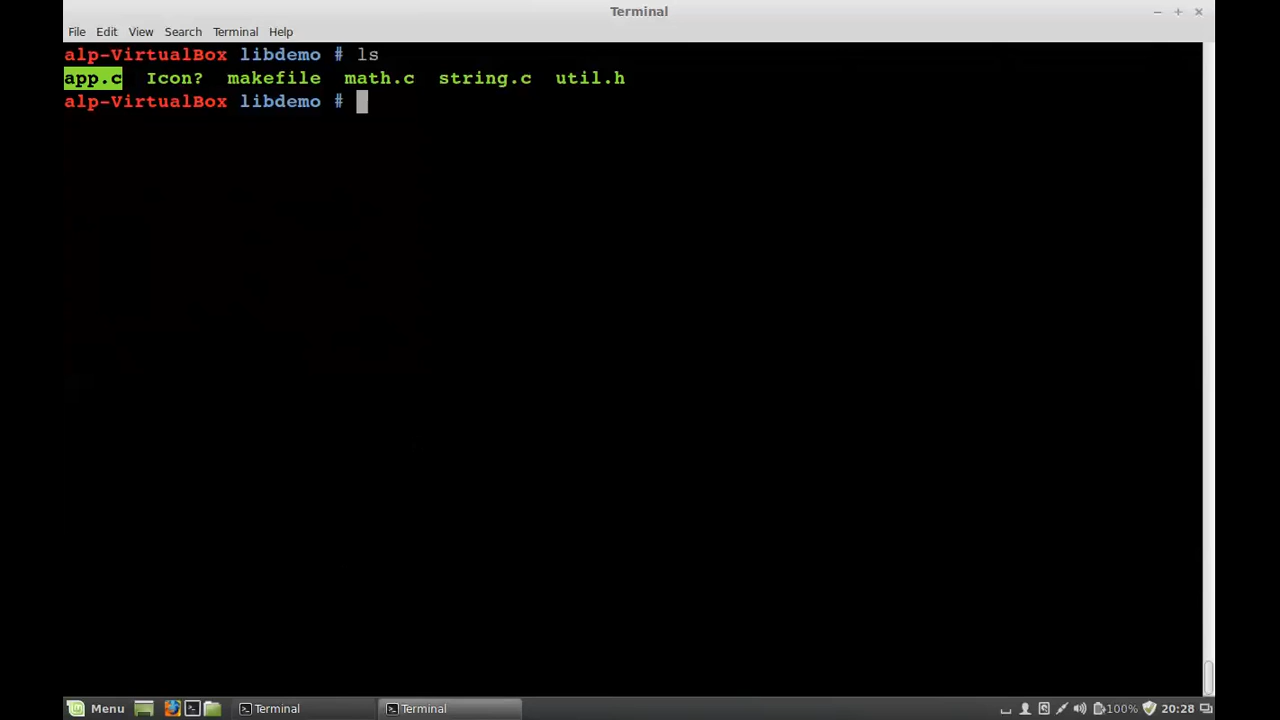 Terminal
File Edit View Search Terminal Help
alp-VirtualBox libdemo # ls
app.c Icon? makefile math.c string.c util.h
alp-VirtualBox libdemo #
Menu Terminal Terminal 100% 20:28